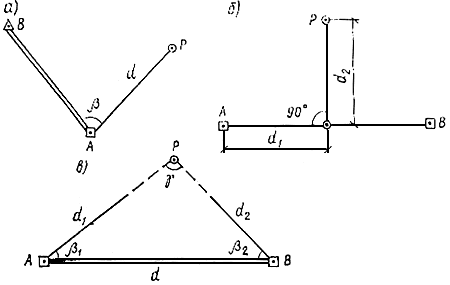 а)
В
β
А
d
Р
б)
Р
d₂
90°
А
В
d₁
в)
Р
γ
d₁
d₂
А
β₁
β₂
В
d